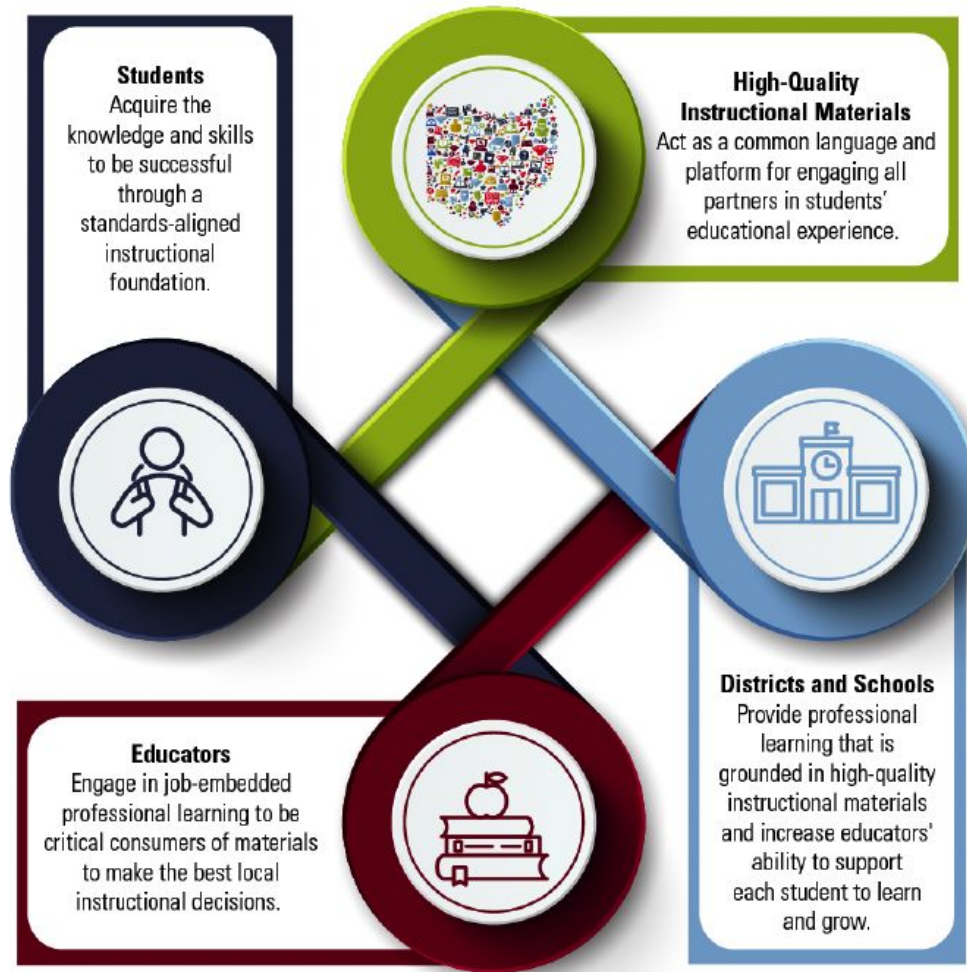 Students
Acquire the
knowledge and skills
to be successful
through a
standards-aligned
instructional
foundation.
High-Quality
Instructional Materials
Act as a common language and
platform for engaging all
partners in students'
educational experience.
Educators
Engage in job-embedded
professional learning to be
critical consumers of materials
to make the best local
instructional decisions.
Districts and Schools
Provide professional
learning that is
grounded in high-quality
instructional materials
and increase educators'
ability to support
each student to learn
and grow.